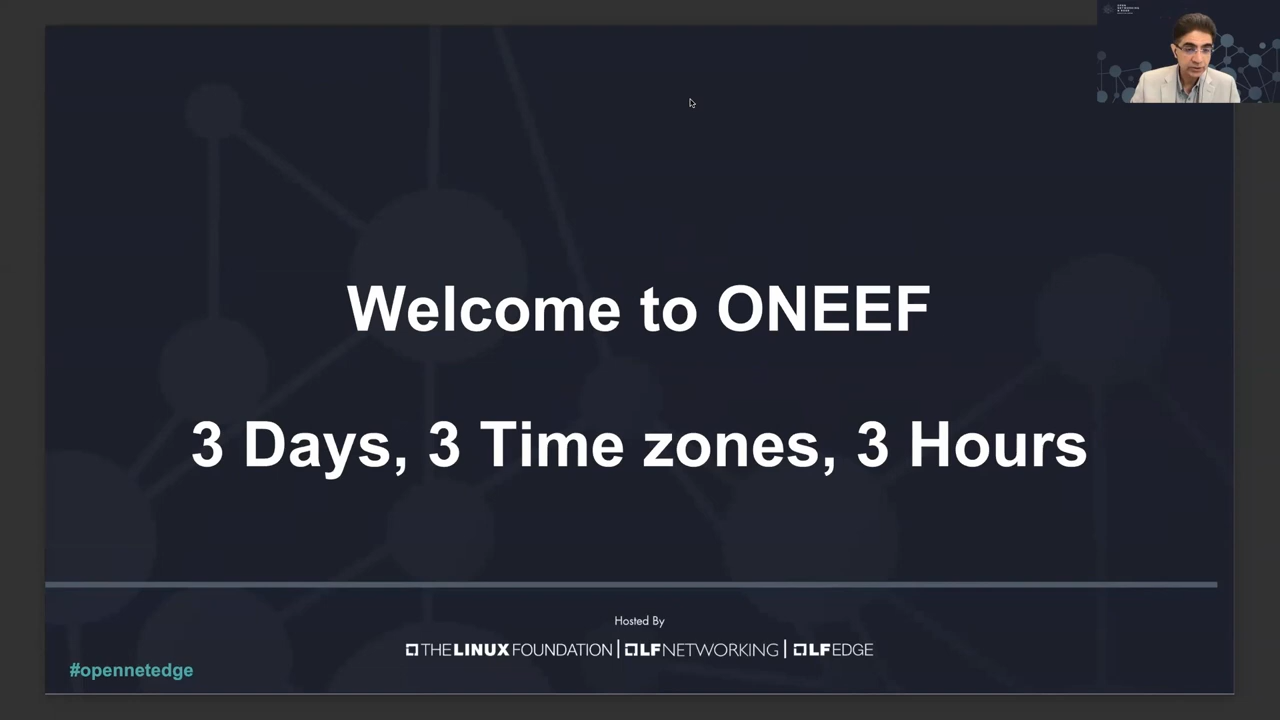 Welcome to ONEEF
3 Days, 3 Time zones, 3 Hours
Hosted By
THE LINUX FOUNDATION | LF NETWORKING | LF EDGE
#opennetedge